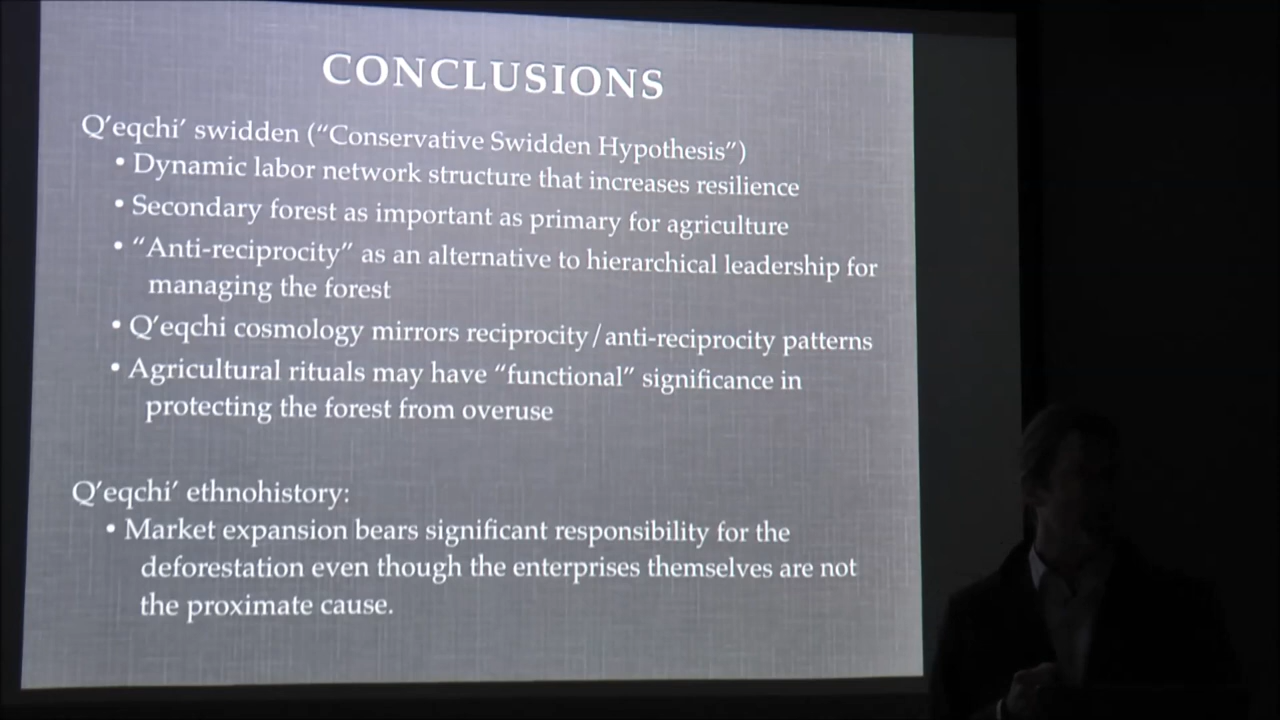 CONCLUSIONS
Q’eqchi’ swidden (“Conservative Swidden Hypothesis”)
• Dynamic labor network structure that increases resilience
• Secondary forest as important as primary for agriculture
• “Anti-reciprocity” as an alternative to hierarchical leadership for
managing the forest
• Q’eqchi cosmology mirrors reciprocity/anti-reciprocity patterns
• Agricultural rituals may have “functional” significance in
protecting the forest from overuse
Q’eqchi’ ethnohistory:
• Market expansion bears significant responsibility for the
deforestation even though the enterprises themselves are not
the proximate cause.